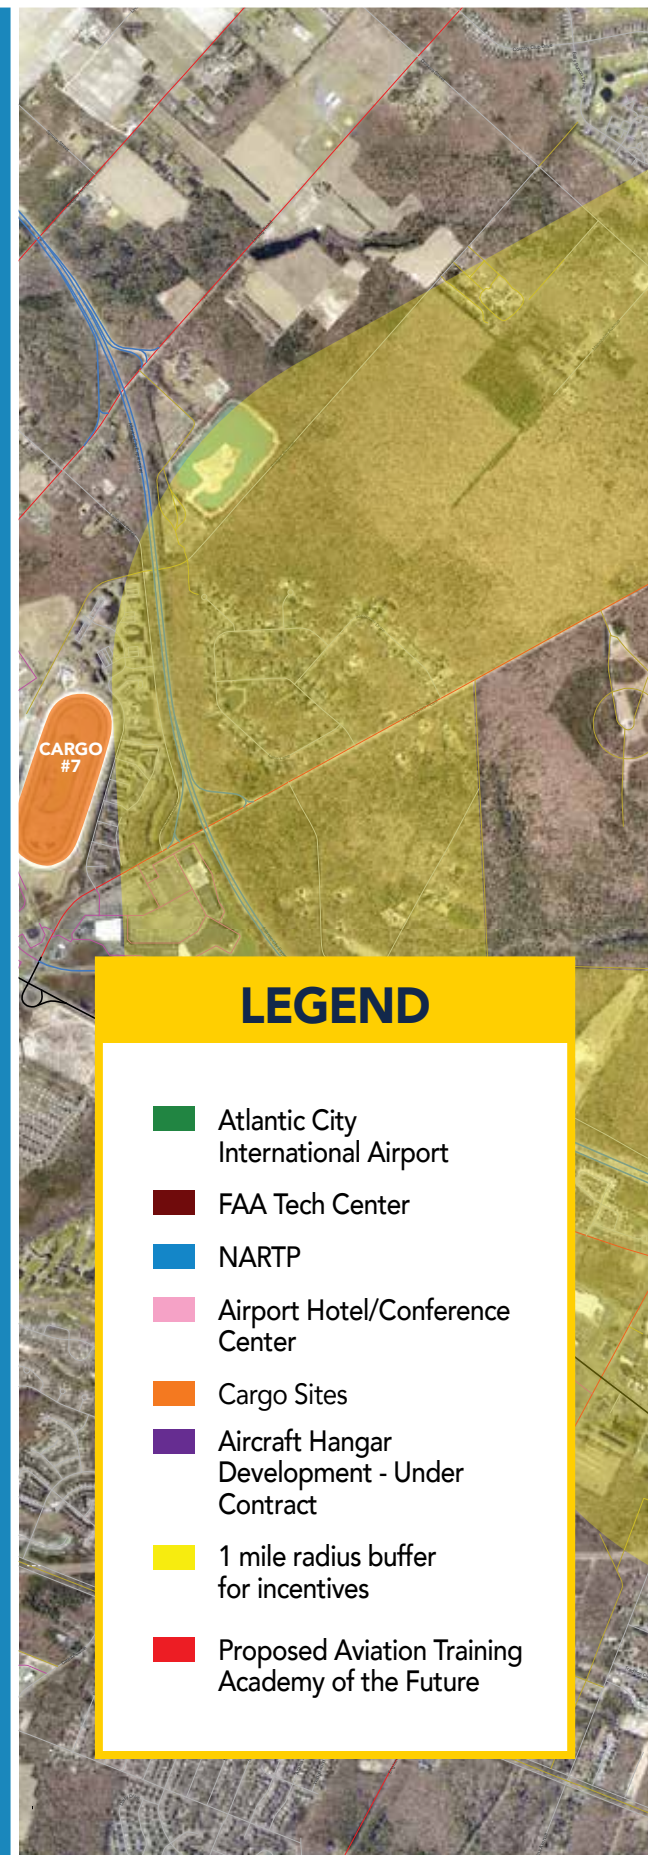 CARGO
#7
LEGEND
Atlantic City
International Airport
FAA Tech Center
NARTP
Airport Hotel/Conference
Center
Cargo Sites
Aircraft Hangar
Development - Under
Contract
1 mile radius buffer
for incentives
Proposed Aviation Training
Academy of the Future